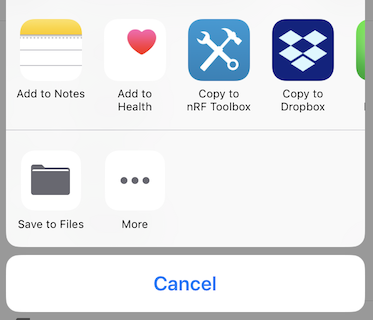 Add to Notes
Add to
Health
Copy to
nRF Toolbox
Copy to
Dropbox
Save to Files
More
Cancel